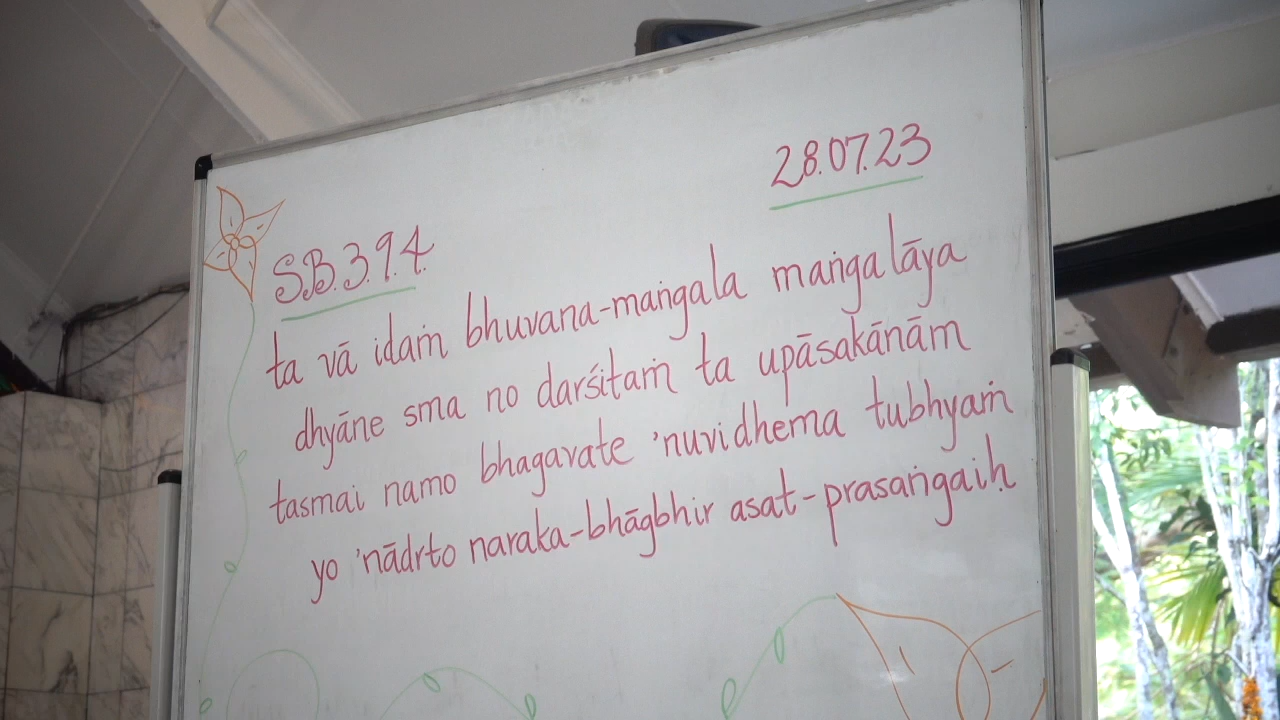 28.07.23
S.B.3.9.4.
ta vā idaṁ bhuvana-maṅgala maṅgalāya
dhyāne sma no darśitaṁ ta upāsakānām
tasmai namo bhagavate 'nuvidhema tubhyaṁ
yo 'nādrto naraka-bhāgbhir asat-prasaṅgaiḥ